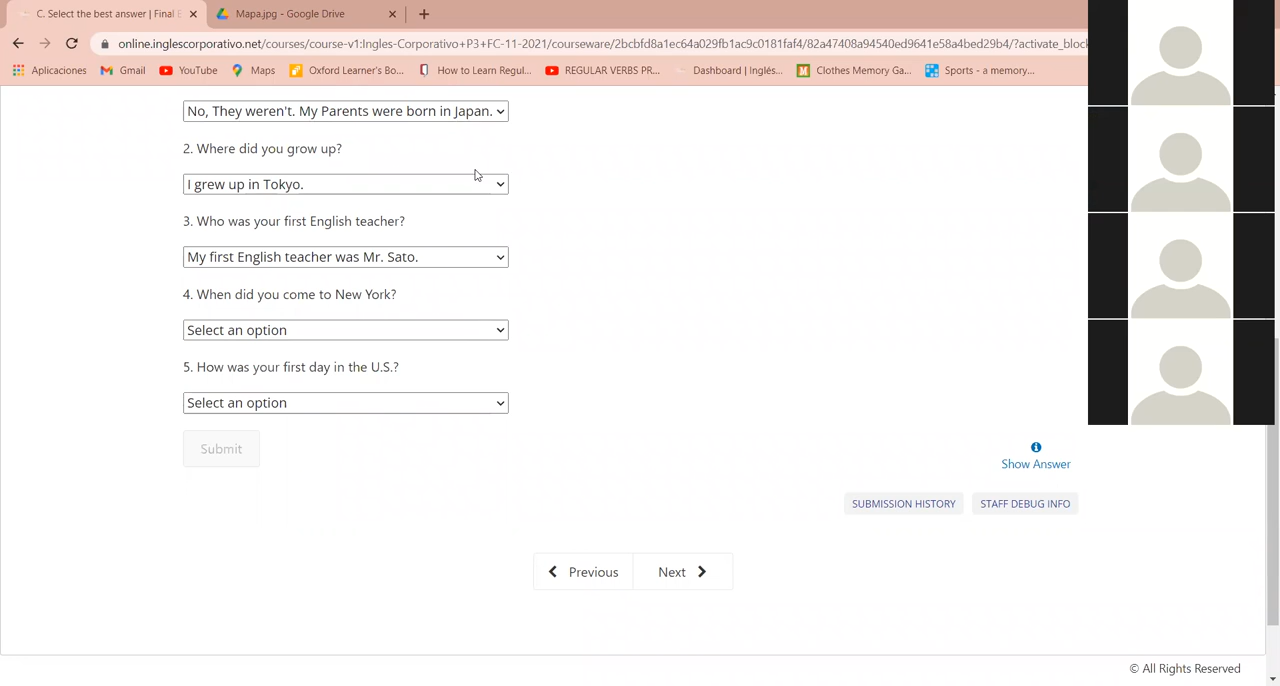 C. Select the best answer | Final E
Mapa.jpg - Google Drive
online.inglescorporativo.net/courses/course-v1:Ingles-Corporativo+P3+FC-11-2021/courseware/2bcbfd8a1ec64a029fb1ac9c0181faf4/82a47408a94540ed9641e58a4bed29b4/?activate_block
Aplicaciones Gmail YouTube Maps Oxford Learner's Bo... How to Learn Regul... REGULAR VERBS PR... Dashboard | Inglés... Clothes Memory Ga... Sports - a memory...
No, They weren't. My Parents were born in Japan.
2. Where did you grow up?
I grew up in Tokyo.
3. Who was your first English teacher?
My first English teacher was Mr. Sato.
4. When did you come to New York?
Select an option
5. How was your first day in the U.S.?
Select an option
Submit
Show Answer
SUBMISSION HISTORY STAFF DEBUG INFO
Previous Next
© All Rights Reserved